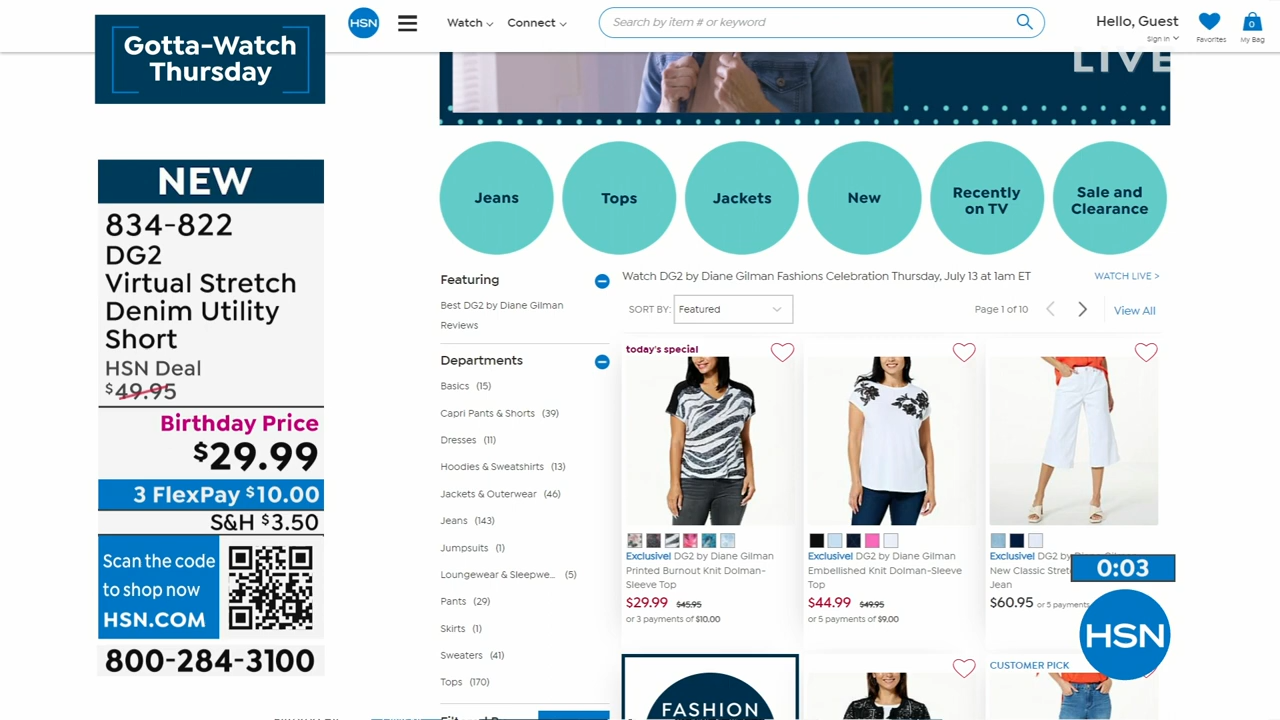 Gotta-Watch
Thursday
HSN
Watch
Connect
Search by item # or keyword
Hello, Guest
Sign In
Favorites
0
My Bag
LIVE
NEW
834-822
DG2
Virtual Stretch
Denim Utility
Short
HSN Deal
$49.95
Birthday Price
$29.99
3 FlexPay $10.00
S&H $3.50
Scan the code
to shop now
HSN.COM
800-284-3100
Jeans
Tops
Jackets
New
Recently
on TV
Sale and
Clearance
Featuring
Best DG2 by Diane Gilman
Reviews
Departments
Basics (15)
Capri Pants & Shorts (39)
Dresses (11)
Hoodies & Sweatshirts (13)
Jackets & Outerwear (46)
Jeans (143)
Jumpsuits (1)
Loungewear & Sleepwe... (5)
Pants (29)
Skirts (1)
Sweaters (41)
Tops (170)
Watch DG2 by Diane Gilman Fashions Celebration Thursday, July 13 at 1am ET
WATCH LIVE >
SORT BY: Featured
Page 1 of 10
View All
today's special
Exclusive! DG2 by Diane Gilman
Printed Burnout Knit Dolman-
Sleeve Top
$29.99 $45.95
or 3 payments of $10.00
Exclusive! DG2 by Diane Gilman
Embellished Knit Dolman-Sleeve
Top
$44.99 $49.95
or 5 payments of $9.00
Exclusive! DG2 by
New Classic
Jean
$60.95 or 5 payments
0:03
HSN
FASHION
CUSTOMER PICK